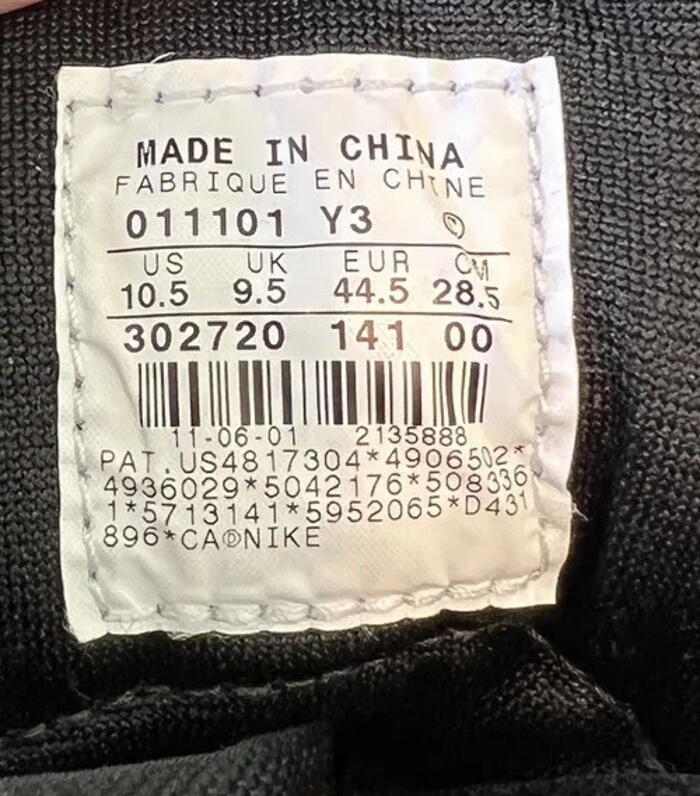 MADE IN CHINA
FABRIQUE EN CHINE
011101 Y3
US UK EUR CM
10.5 9.5 44.5 28.5
302720 141 00
11-06-01 2135888
PAT.US4817304*4906502*
4936029*5042176*508336
1*5713141*5952065*D431
896*CAⓅNIKE